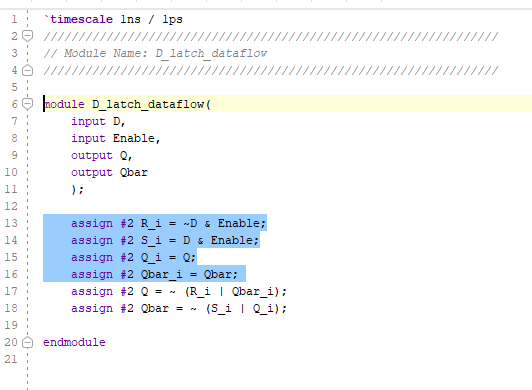 1 `timescale 1ns / 1ps
2 //////////////////////////////////////////////////////////////////
3 // Module Name: D_latch_dataflow
4 //////////////////////////////////////////////////////////////////
5
6 module D_latch_dataflow(
7 input D,
8 input Enable,
9 output Q,
10 output Qbar
11 );
12
13 assign #2 R_i = ~D & Enable;
14 assign #2 S_i = D & Enable;
15 assign #2 Q_i = Q;
16 assign #2 Qbar_i = Qbar;
17 assign #2 Q = ~ (R_i | Qbar_i);
18 assign #2 Qbar = ~ (S_i | Q_i);
19
20 endmodule
21